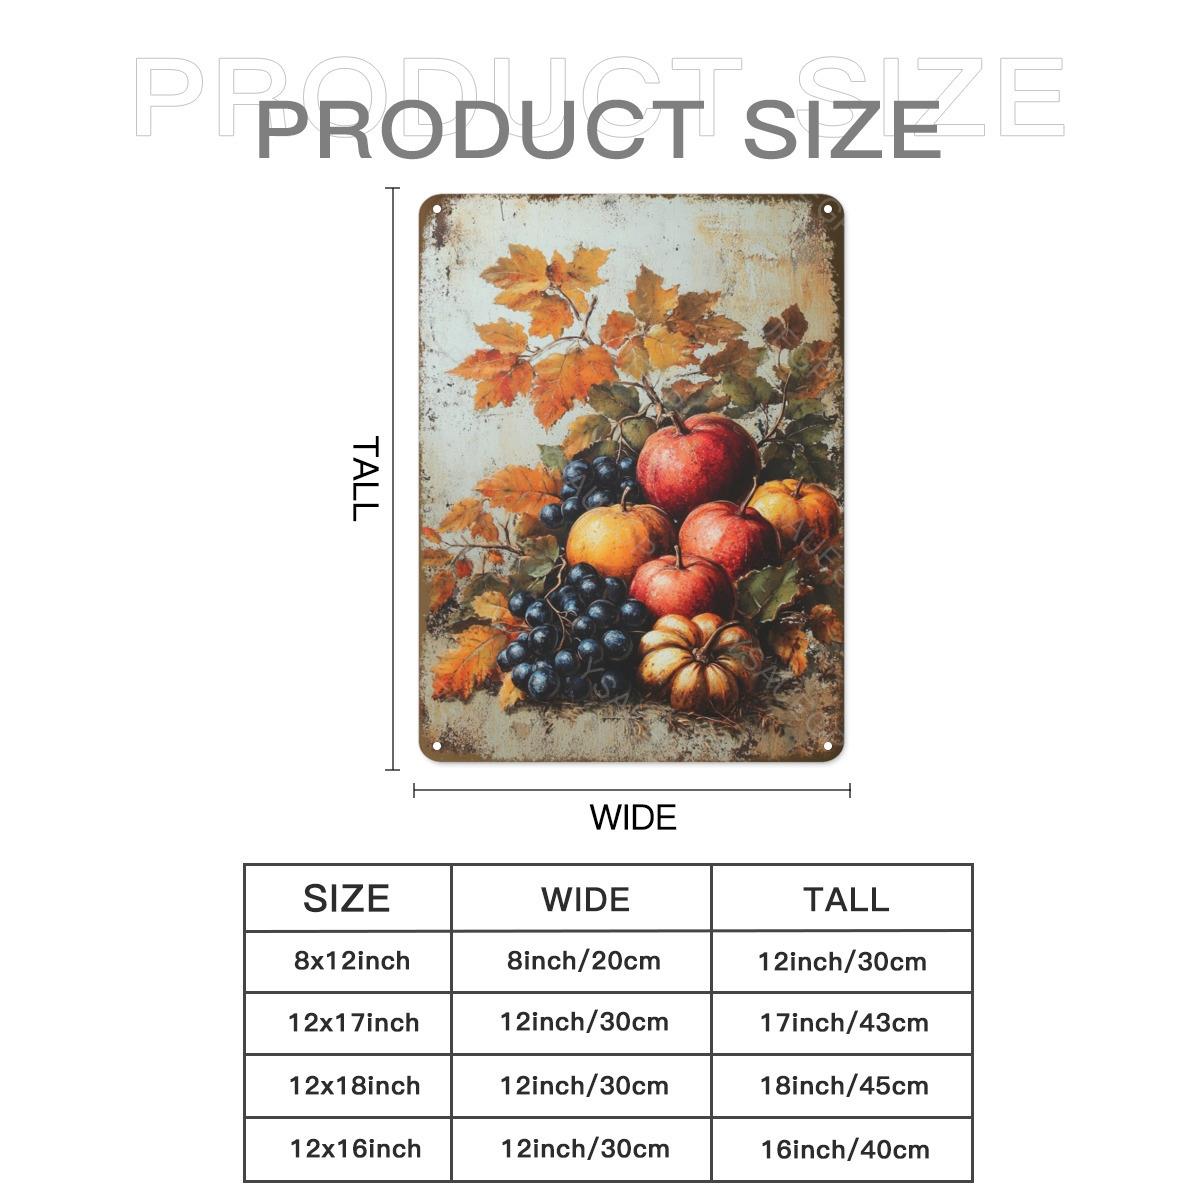 PRODUCT SIZE
PRODUCT SIZE
TALL
WIDE
SIZE WIDE TALL
8x12inch 8inch/20cm 12inch/30cm
12x17inch 12inch/30cm 17inch/43cm
12x18inch 12inch/30cm 18inch/45cm
12x16inch 12inch/30cm 16inch/40cm